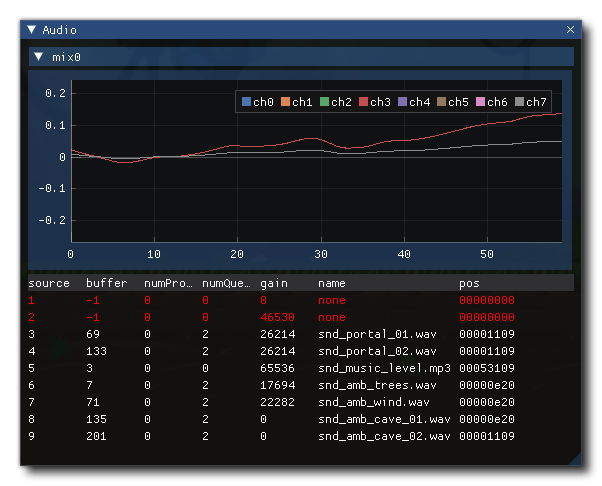 Audio
mix0
ch0 ch1 ch2 ch3 ch4 ch5 ch6 ch7
0.2
0.1
0
-0.1
-0.2
0 10 20 30 40 50
source buffer numPro… numQue… gain name pos
1 -1 0 0 0 none 00000000
2 -1 0 0 46530 none 00000000
3 69 0 2 26214 snd_portal_01.wav 00001109
4 133 0 2 26214 snd_portal_02.wav 00001109
5 3 0 0 65536 snd_music_level.mp3 00053109
6 7 0 2 17694 snd_amb_trees.wav 00000e20
7 71 0 2 22282 snd_amb_wind.wav 00000e20
8 135 0 2 0 snd_amb_cave_01.wav 00000e20
9 201 0 2 0 snd_amb_cave_02.wav 00001109